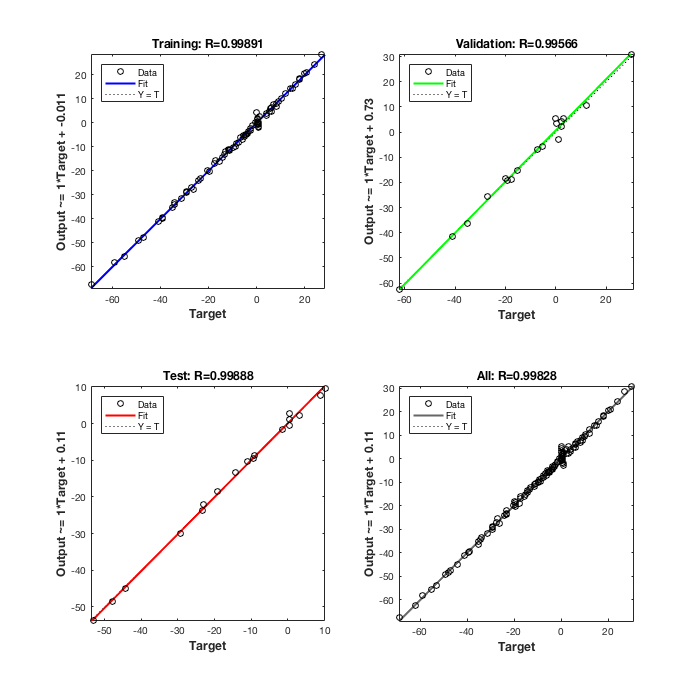 Training: R=0.99891
Output ~= 1*Target + -0.011
Data
Fit
Y = T
20
10
0
-10
-20
-30
-40
-50
-60
-60
-40
-20
0
20
Target
Validation: R=0.99566
Output ~= 1*Target + 0.73
Data
Fit
Y = T
30
20
10
0
-10
-20
-30
-40
-50
-60
-60
-40
-20
0
20
Target
Test: R=0.99888
Output ~= 1*Target + 0.11
Data
Fit
Y = T
10
0
-10
-20
-30
-40
-50
-50
-40
-30
-20
-10
0
10
Target
All: R=0.99828
Output ~= 1*Target + 0.11
Data
Fit
Y = T
30
20
10
0
-10
-20
-30
-40
-50
-60
-60
-40
-20
0
20
Target